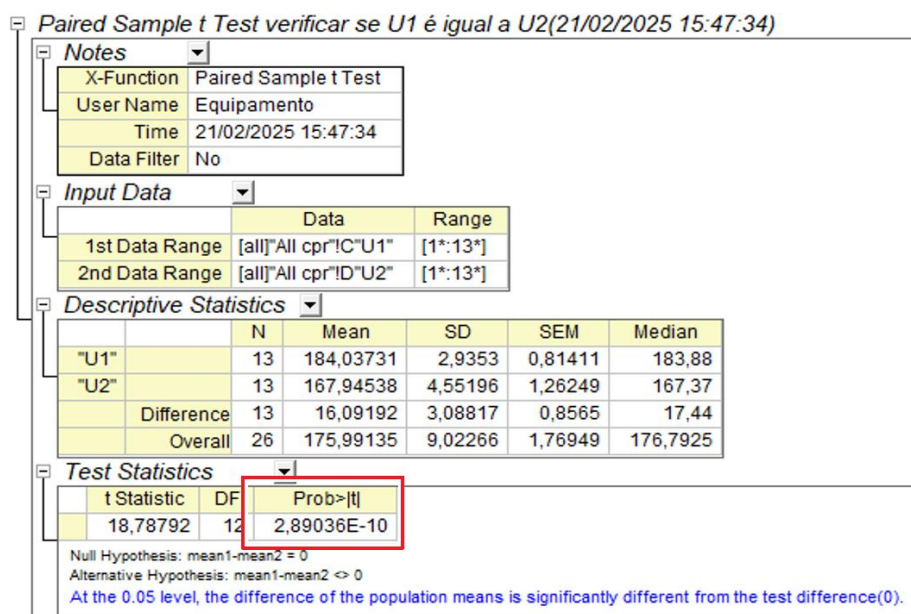 Paired Sample t Test verificar se U1 é igual a U2(21/02/2025 15:47:34)
Notes
X-Function Paired Sample t Test
User Name Equipamento
Time 21/02/2025 15:47:34
Data Filter No
Input Data
Data Range
1st Data Range [all]"All cpr"!C"U1" [1*:13*]
2nd Data Range [all]"All cpr"!D"U2" [1*:13*]
Descriptive Statistics
N Mean SD SEM Median
"U1" 13 184,03731 2,9353 0,81411 183,88
"U2" 13 167,94538 4,55196 1,26249 167,37
Difference 13 16,09192 3,08817 0,8565 17,44
Overall 26 175,99135 9,02266 1,76949 176,7925
Test Statistics
t Statistic DF Prob>|t|
18,78792 12 2,89036E-10
Null Hypothesis: mean1-mean2 = 0
Alternative Hypothesis: mean1-mean2 <> 0
At the 0.05 level, the difference of the population means is significantly different from the test difference(0).